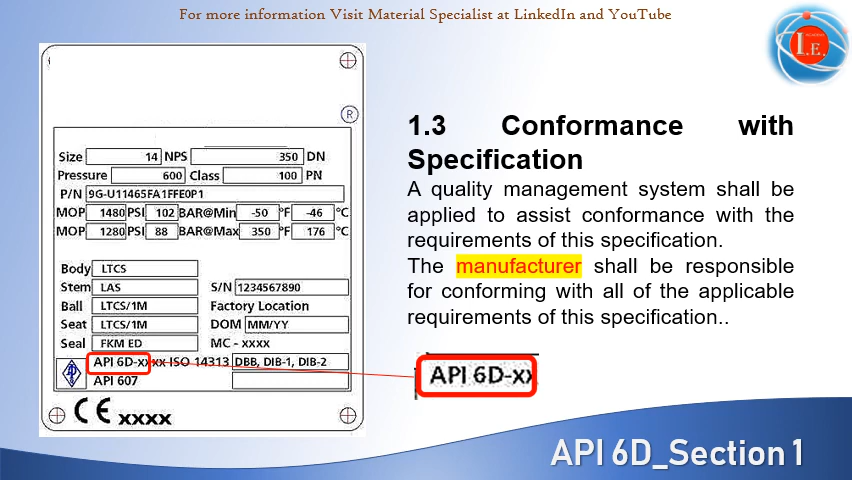 For more information Visit Material Specialist at LinkedIn and YouTube
I.E.
®
Size 14 NPS 350 DN
Pressure 600 Class 100 PN
P/N 9G-U11465FA1FFE0P1
MOP 1480 PSI 102 BAR@Min -50 °F -46 °C
MOP 1280 PSI 88 BAR@Max 350 °F 176 °C
Body LTCS
Stem LAS S/N 1234567890
Ball LTCS/1M Factory Location
Seat LTCS/1M DOM MM/YY
Seal FKM ED MC - xxxx
API 6D-xxxx ISO 14313 DBB, DIB-1, DIB-2
API 607
CE xxxx
1.3 Conformance with
Specification
A quality management system shall be
applied to assist conformance with the
requirements of this specification.
The manufacturer shall be responsible
for conforming with all of the applicable
requirements of this specification..
API 6D-xx
API 6D_Section 1